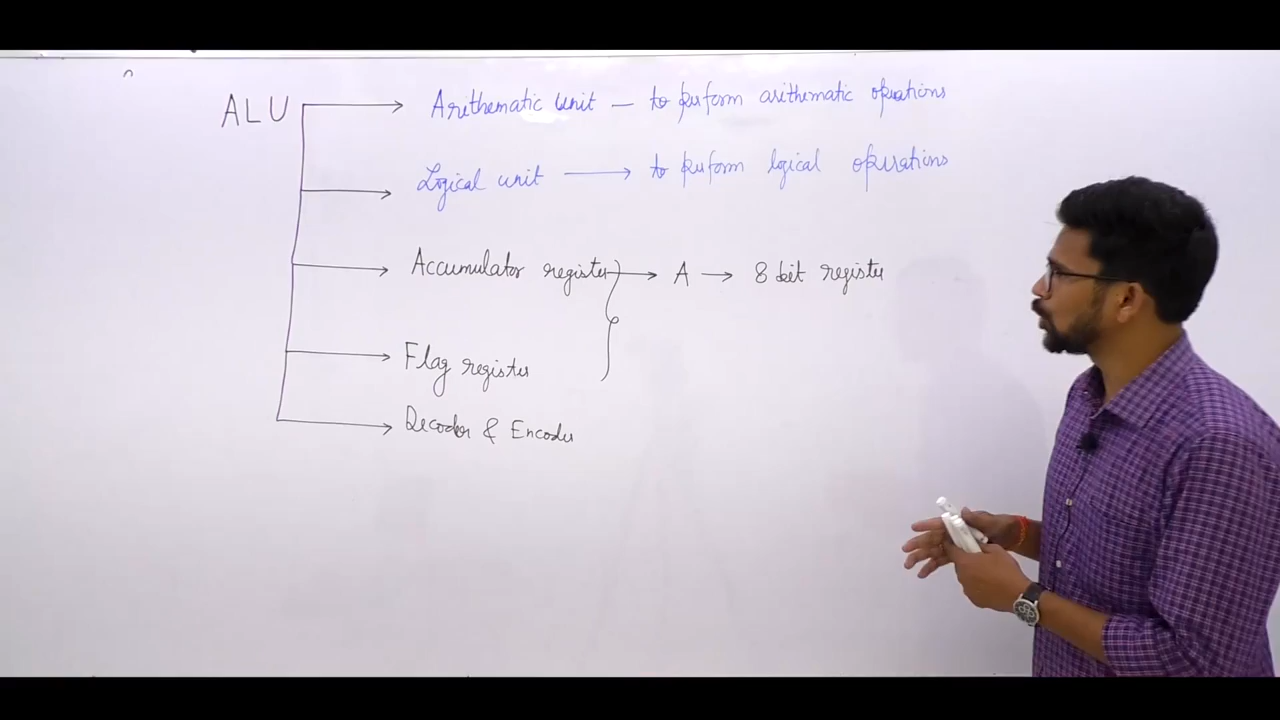 ALU → Arethematic unit — to perform arithematic operations
→ Logical unit → to perform logical operations
→ Accumulator register → A → 8 bit register
→ Flag register
→ Decoder & Encoder